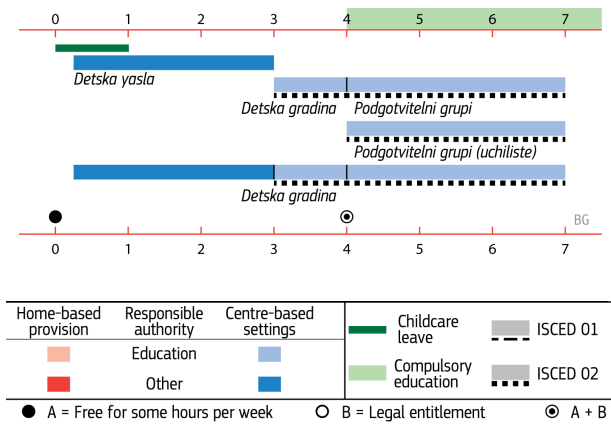 0 1 2 3 4 5 6 7
Detska yasla
Detska gradina Podgotvitelni grupi
Podgotvitelni grupi (uchiliste)
Detska gradina
BG
0 1 2 3 4 5 6 7
Home-based provision Responsible authority Centre-based settings
Education
Other
Childcare leave
ISCED 01
Compulsory education
ISCED 02
A = Free for some hours per week B = Legal entitlement A + B